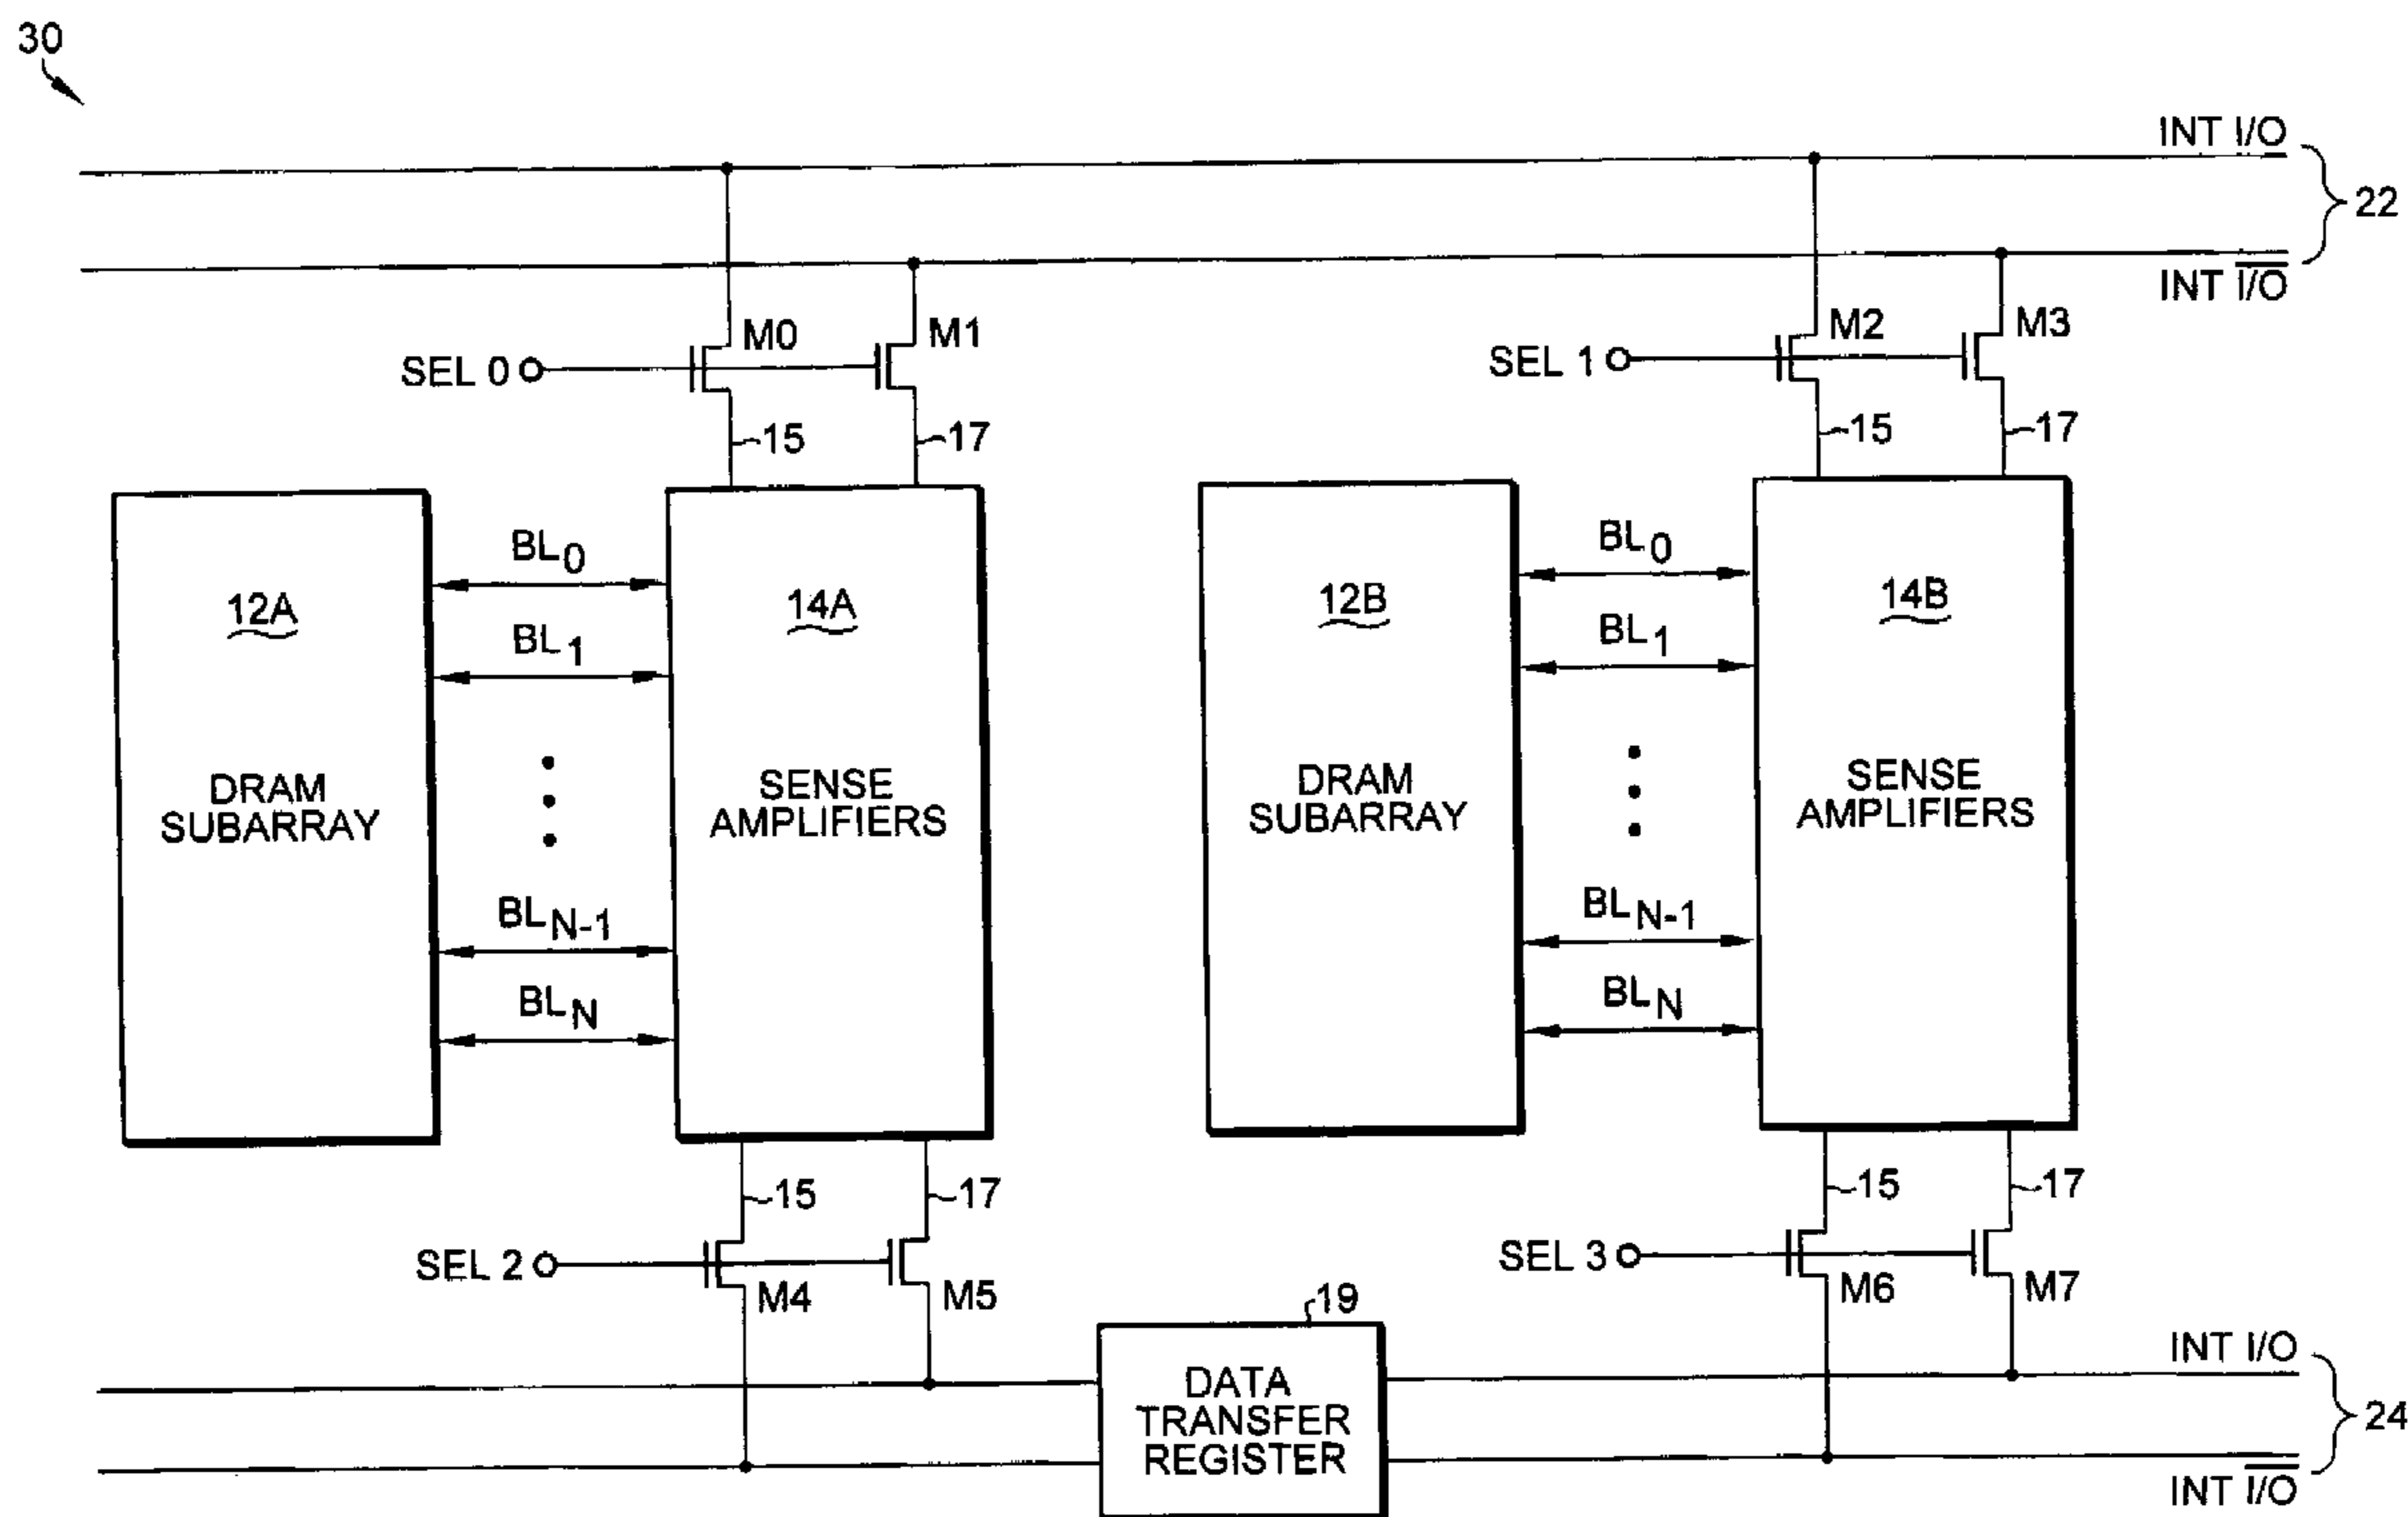 30
INT I/O
22
INT I̅/̅O̅
M0
M1
M2
M3
SEL 0
SEL 1
15
17
15
17
BL0
BL0
12A
14A
12B
14B
BL1
BL1
DRAM
SUBARRAY
SENSE
AMPLIFIERS
DRAM
SUBARRAY
SENSE
AMPLIFIERS
BLN-1
BLN-1
BLN
BLN
15
17
15
17
SEL 2
SEL 3
M4
M5
M6
M7
19
DATA
TRANSFER
REGISTER
INT I/O
24
INT I̅/̅O̅